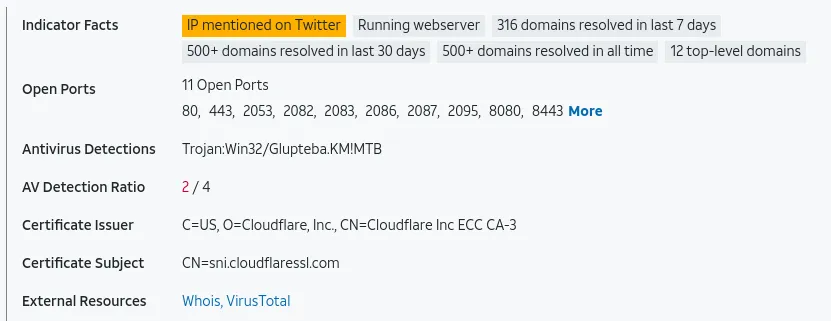 Indicator Facts IP mentioned on Twitter Running webserver 316 domains resolved in last 7 days
500+ domains resolved in last 30 days 500+ domains resolved in all time 12 top-level domains
Open Ports 11 Open Ports
80, 443, 2053, 2082, 2083, 2086, 2087, 2095, 8080, 8443 More
Antivirus Detections Trojan:Win32/Glupteba.KM!MTB
AV Detection Ratio 2 / 4
Certificate Issuer C=US, O=Cloudflare, Inc., CN=Cloudflare Inc ECC CA-3
Certificate Subject CN=sni.cloudflaressl.com
External Resources Whois, VirusTotal